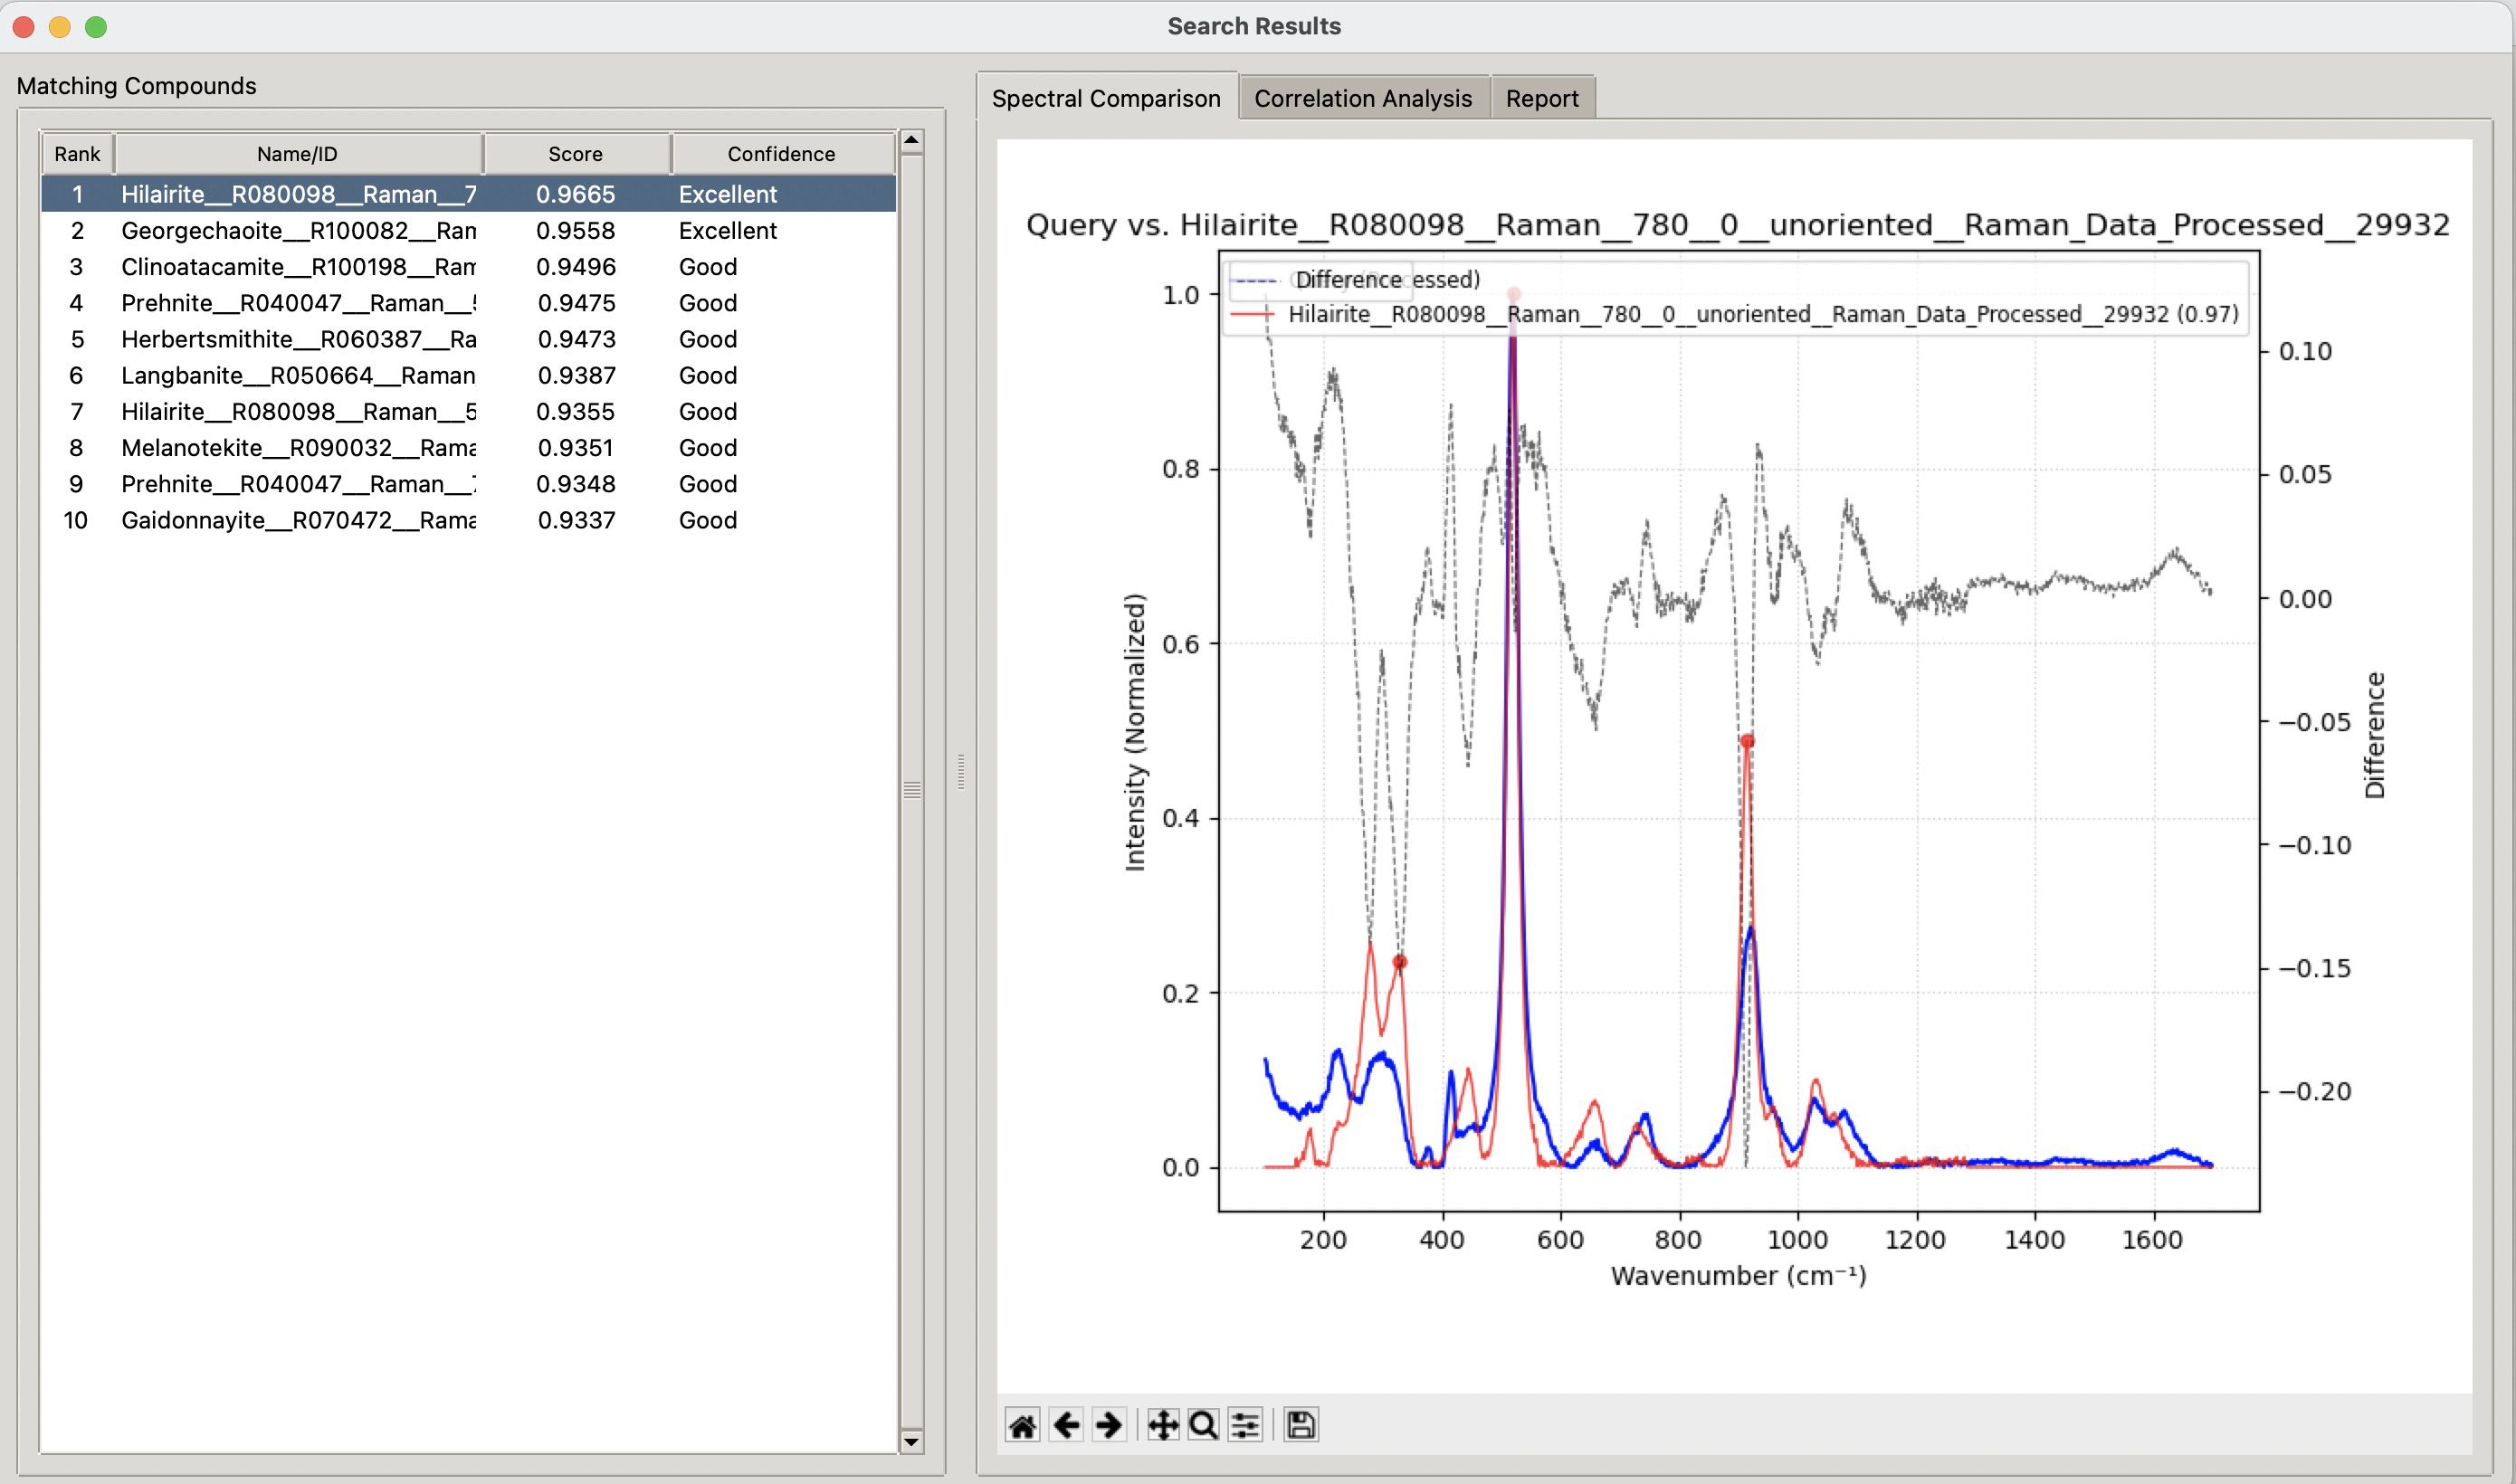 Search Results
Matching Compounds
Rank Name/ID Score Confidence
1 Hilairite__R080098__Raman__7 0.9665 Excellent
2 Georgechaoite__R100082__Ran 0.9558 Excellent
3 Clinoatacamite__R100198__Ram 0.9496 Good
4 Prehnite__R040047__Raman__5 0.9475 Good
5 Herbertsmithite__R060387__Ra 0.9473 Good
6 Langbanite__R050664__Raman 0.9387 Good
7 Hilairite__R080098__Raman__5 0.9355 Good
8 Melanotekite__R090032__Rama 0.9351 Good
9 Prehnite__R040047__Raman__7 0.9348 Good
10 Gaidonnayite__R070472__Rama 0.9337 Good
Spectral Comparison Correlation Analysis Report
Query vs. Hilairite__R080098__Raman__780__0__unoriented__Raman_Data_Processed__29932
Difference
Hilairite__R080098__Raman__780__0__unoriented__Raman_Data_Processed__29932 (0.97)
Intensity (Normalized)
1.0
0.8
0.6
0.4
0.2
0.0
0.10
0.05
0.00
−0.05
−0.10
−0.15
−0.20
Difference
200 400 600 800 1000 1200 1400 1600
Wavenumber (cm⁻¹)